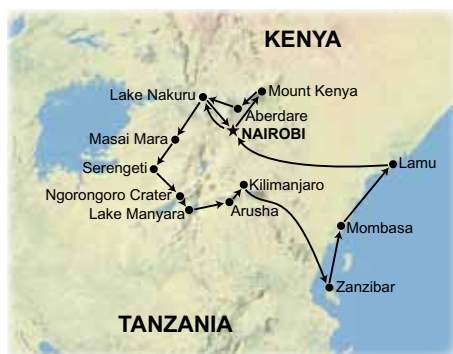 KENYA
Lake Nakuru
Mount Kenya
Aberdare
NAIROBI
Masai Mara
Lamu
Serengeti
Kilimanjaro
Ngorongoro Crater
Lake Manyara
Arusha
Mombasa
Zanzibar
TANZANIA